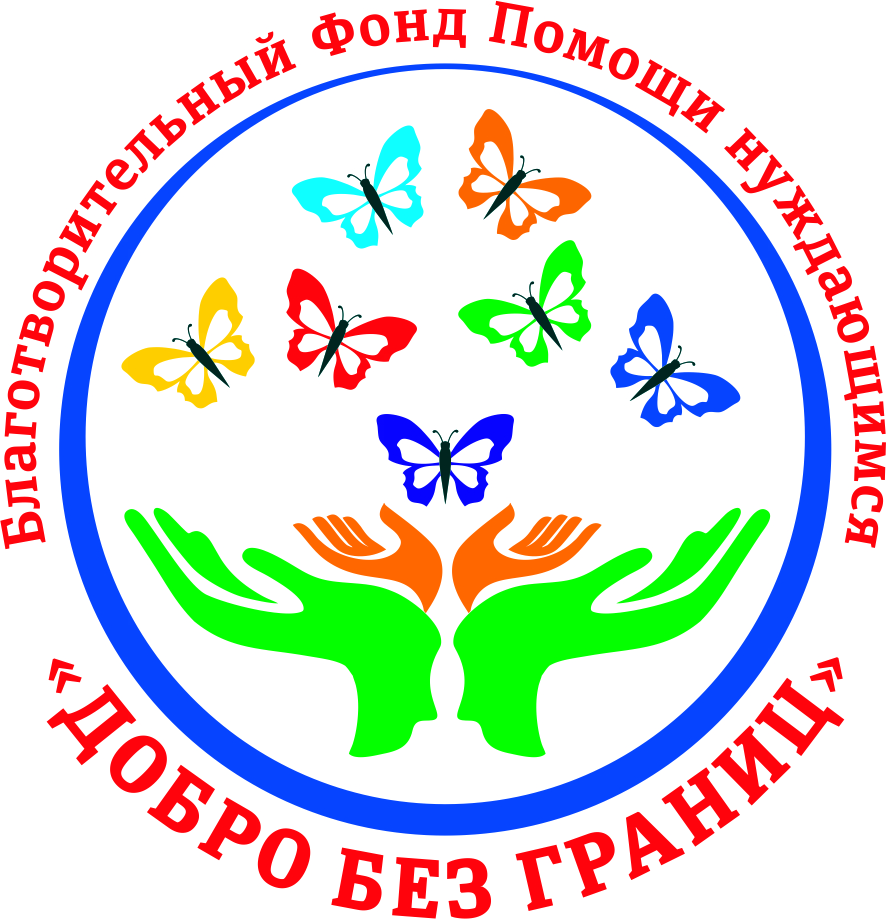 Благотворительный Фонд Помощи нуждающимся
«ДОБРО БЕЗ ГРАНИЦ»